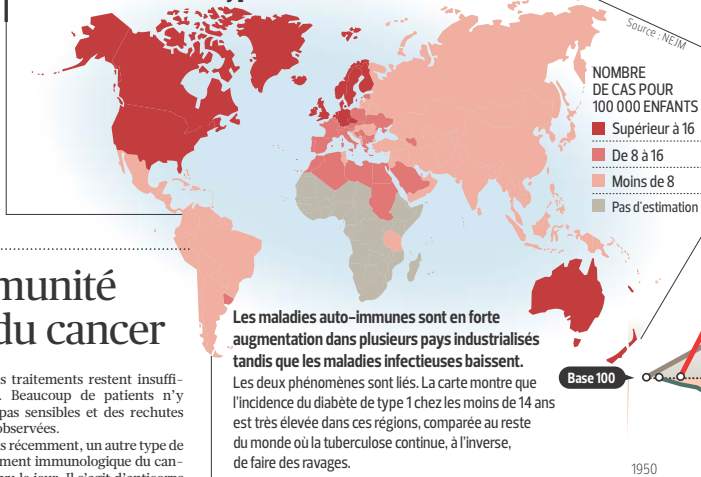 Source : NEJM
NOMBRE
DE CAS POUR
100 000 ENFANTS
Supérieur à 16
De 8 à 16
Moins de 8
Pas d'estimation
munité
du cancer
s traitements restent insuffi-
. Beaucoup de patients n'y
pas sensibles et des rechutes
observées.
s récemment, un autre type de
ment immunologique du can-
Les maladies auto-immunes sont en forte
augmentation dans plusieurs pays industrialisés
tandis que les maladies infectieuses baissent.
Les deux phénomènes sont liés. La carte montre que
l'incidence du diabète de type 1 chez les moins de 14 ans
est très élevée dans ces régions, comparée au reste
du monde où la tuberculose continue, à l'inverse,
de faire des ravages.
Base 100
1950